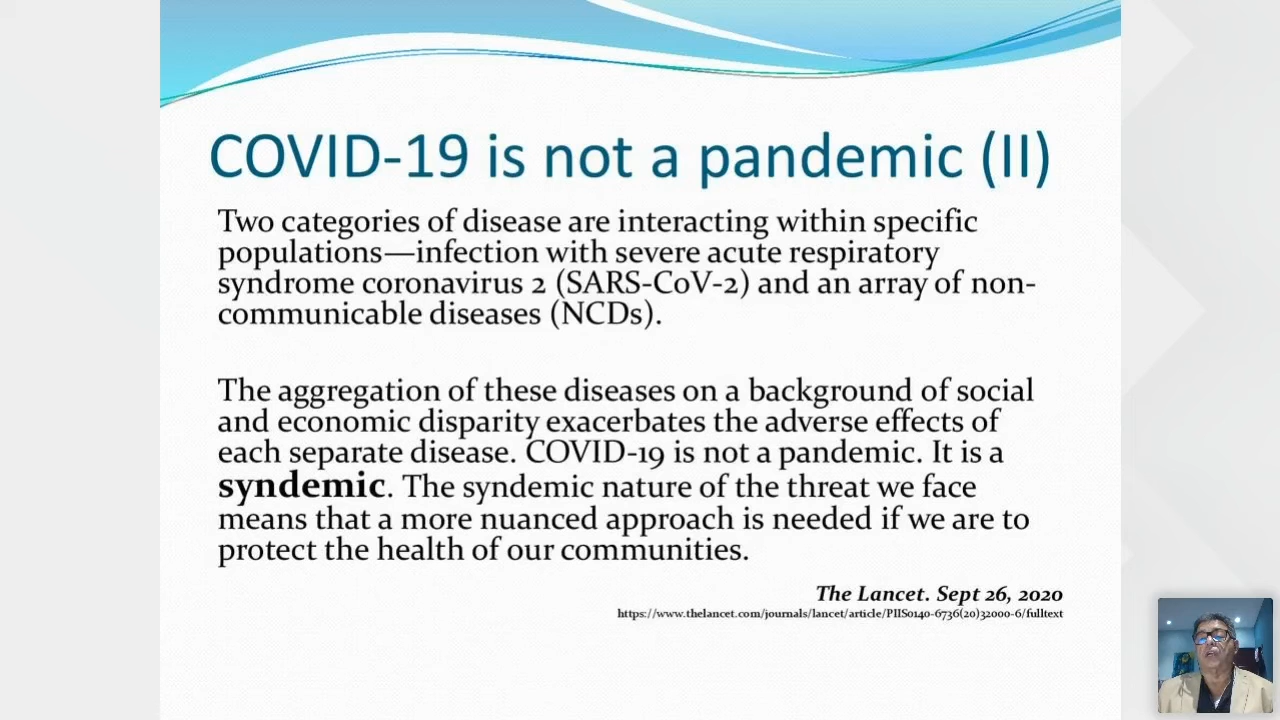 COVID-19 is not a pandemic (II)
Two categories of disease are interacting within specific
populations—infection with severe acute respiratory
syndrome coronavirus 2 (SARS-CoV-2) and an array of non-
communicable diseases (NCDs).
The aggregation of these diseases on a background of social
and economic disparity exacerbates the adverse effects of
each separate disease. COVID-19 is not a pandemic. It is a
syndemic. The syndemic nature of the threat we face
means that a more nuanced approach is needed if we are to
protect the health of our communities.
The Lancet. Sept 26, 2020
https://www.thelancet.com/journals/lancet/article/PIIS0140-6736(20)32000-6/fulltext